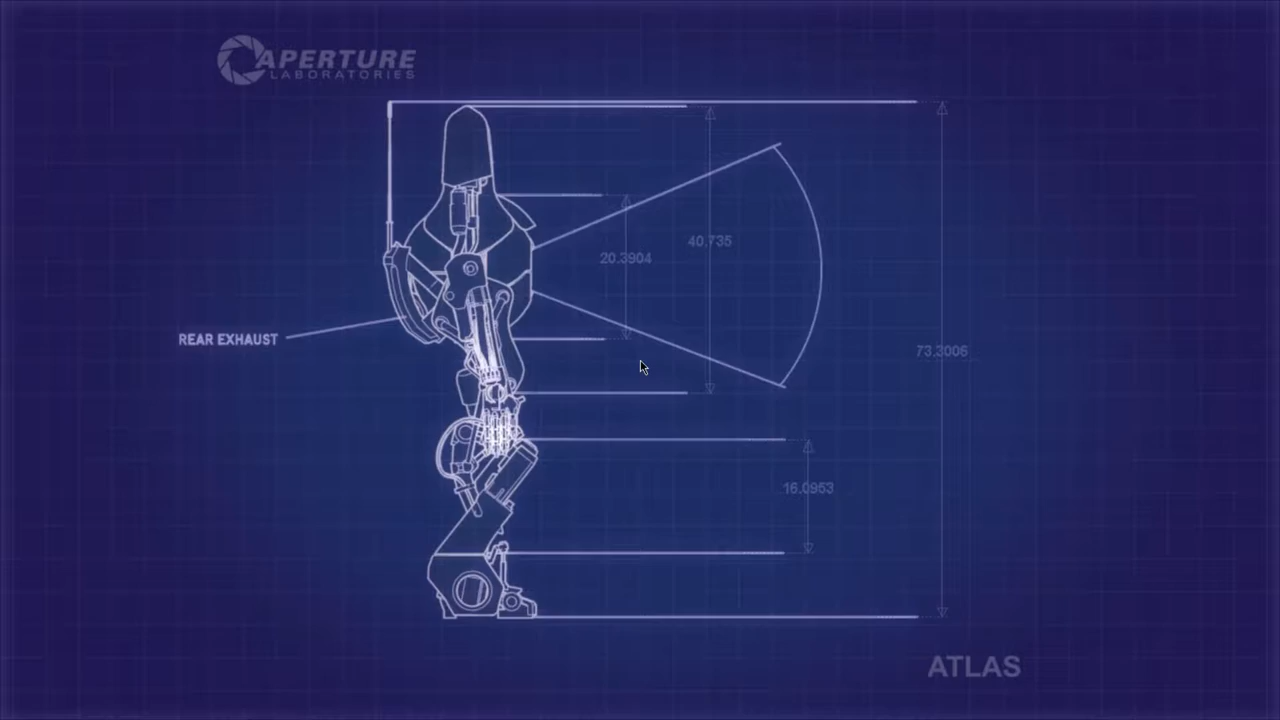 APERTURE
LABORATORIES
40.735
20.3904
REAR EXHAUST
73.3006
16.0953
ATLAS